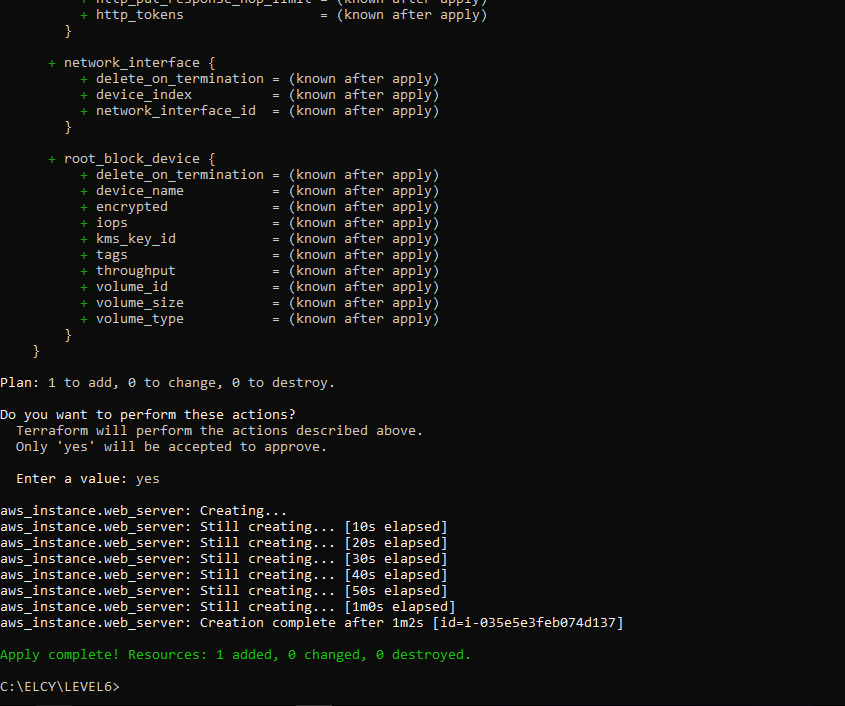 + http_put_response_hop_limit = (known after apply)
+ http_tokens                 = (known after apply)
}
+ network_interface {
+ delete_on_termination = (known after apply)
+ device_index          = (known after apply)
+ network_interface_id  = (known after apply)
}
+ root_block_device {
+ delete_on_termination = (known after apply)
+ device_name           = (known after apply)
+ encrypted             = (known after apply)
+ iops                  = (known after apply)
+ kms_key_id            = (known after apply)
+ tags                  = (known after apply)
+ throughput            = (known after apply)
+ volume_id             = (known after apply)
+ volume_size           = (known after apply)
+ volume_type           = (known after apply)
}
}
Plan: 1 to add, 0 to change, 0 to destroy.
Do you want to perform these actions?
Terraform will perform the actions described above.
Only 'yes' will be accepted to approve.
Enter a value: yes
aws_instance.web_server: Creating...
aws_instance.web_server: Still creating... [10s elapsed]
aws_instance.web_server: Still creating... [20s elapsed]
aws_instance.web_server: Still creating... [30s elapsed]
aws_instance.web_server: Still creating... [40s elapsed]
aws_instance.web_server: Still creating... [50s elapsed]
aws_instance.web_server: Still creating... [1m0s elapsed]
aws_instance.web_server: Creation complete after 1m2s [id=i-035e5e3feb074d137]
Apply complete! Resources: 1 added, 0 changed, 0 destroyed.
C:\ELCY\LEVEL6>